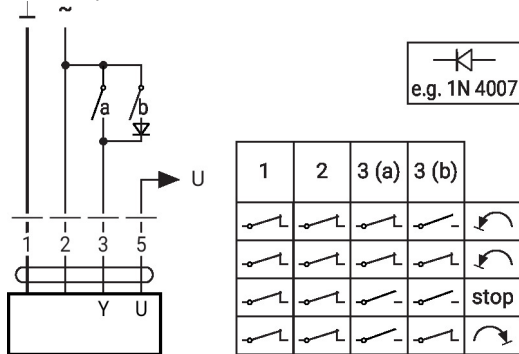 ⊥ ~
a b
e.g. 1N 4007
U
1 2 3 5
Y U
1 2 3 (a) 3 (b)
stop